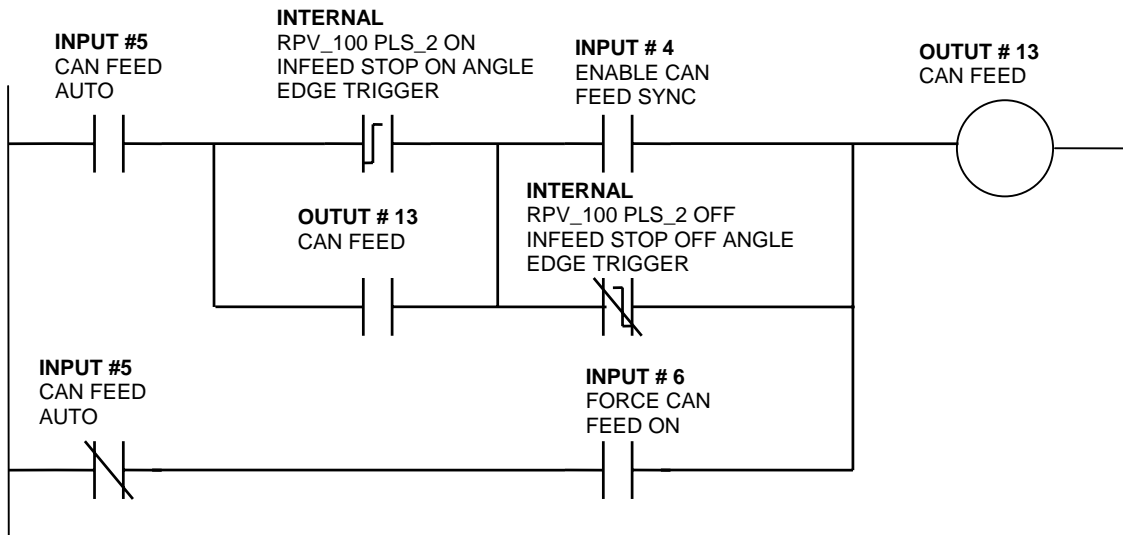 INTERNAL
RPV_100 PLS_2 ON
INFEED STOP ON ANGLE
EDGE TRIGGER
INPUT #5
CAN FEED
AUTO
INPUT # 4
ENABLE CAN
FEED SYNC
OUTUT # 13
CAN FEED
OUTUT # 13
CAN FEED
INTERNAL
RPV_100 PLS_2 OFF
INFEED STOP OFF ANGLE
EDGE TRIGGER
INPUT #5
CAN FEED
AUTO
INPUT # 6
FORCE CAN
FEED ON